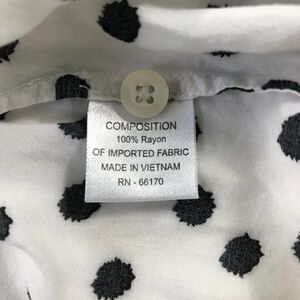 COMPOSITION
100% Rayon
OF IMPORTED FABRIC
MADE IN VIETNAM
RN - 66170